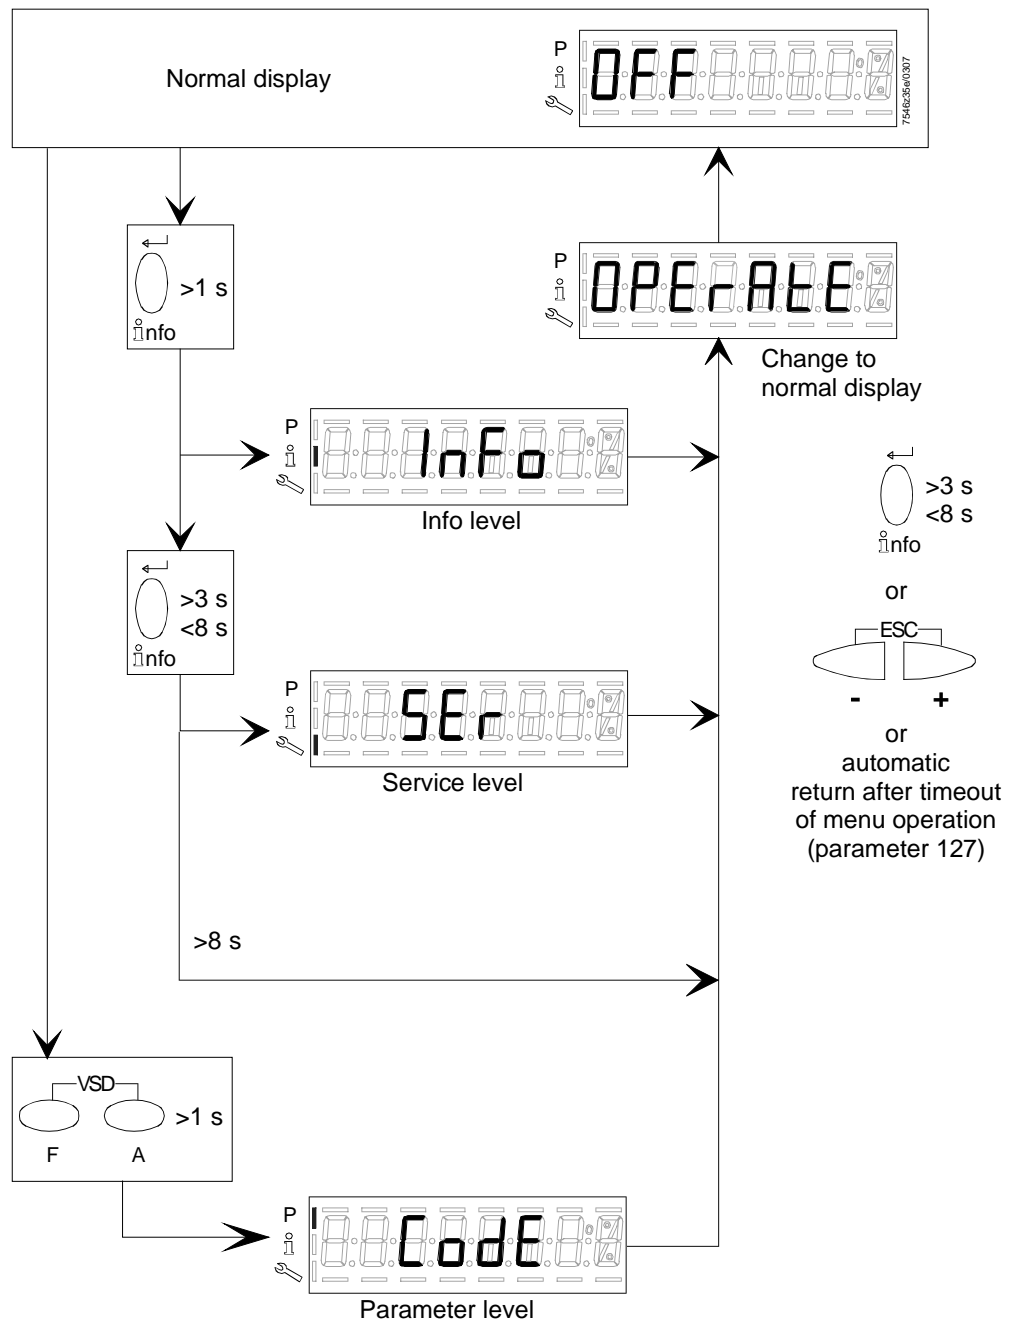 Normal display
P
i
OFF
7546z35e/0307
>1 s
info
P
i
OPErAtE
Change to
normal display
P
i
InFo
Info level
>3 s
<8 s
info
>3 s
<8 s
info
or
ESC
- +
or
automatic
return after timeout
of menu operation
(parameter 127)
P
i
SEr
Service level
>8 s
VSD
>1 s
F A
P
i
CodE
Parameter level